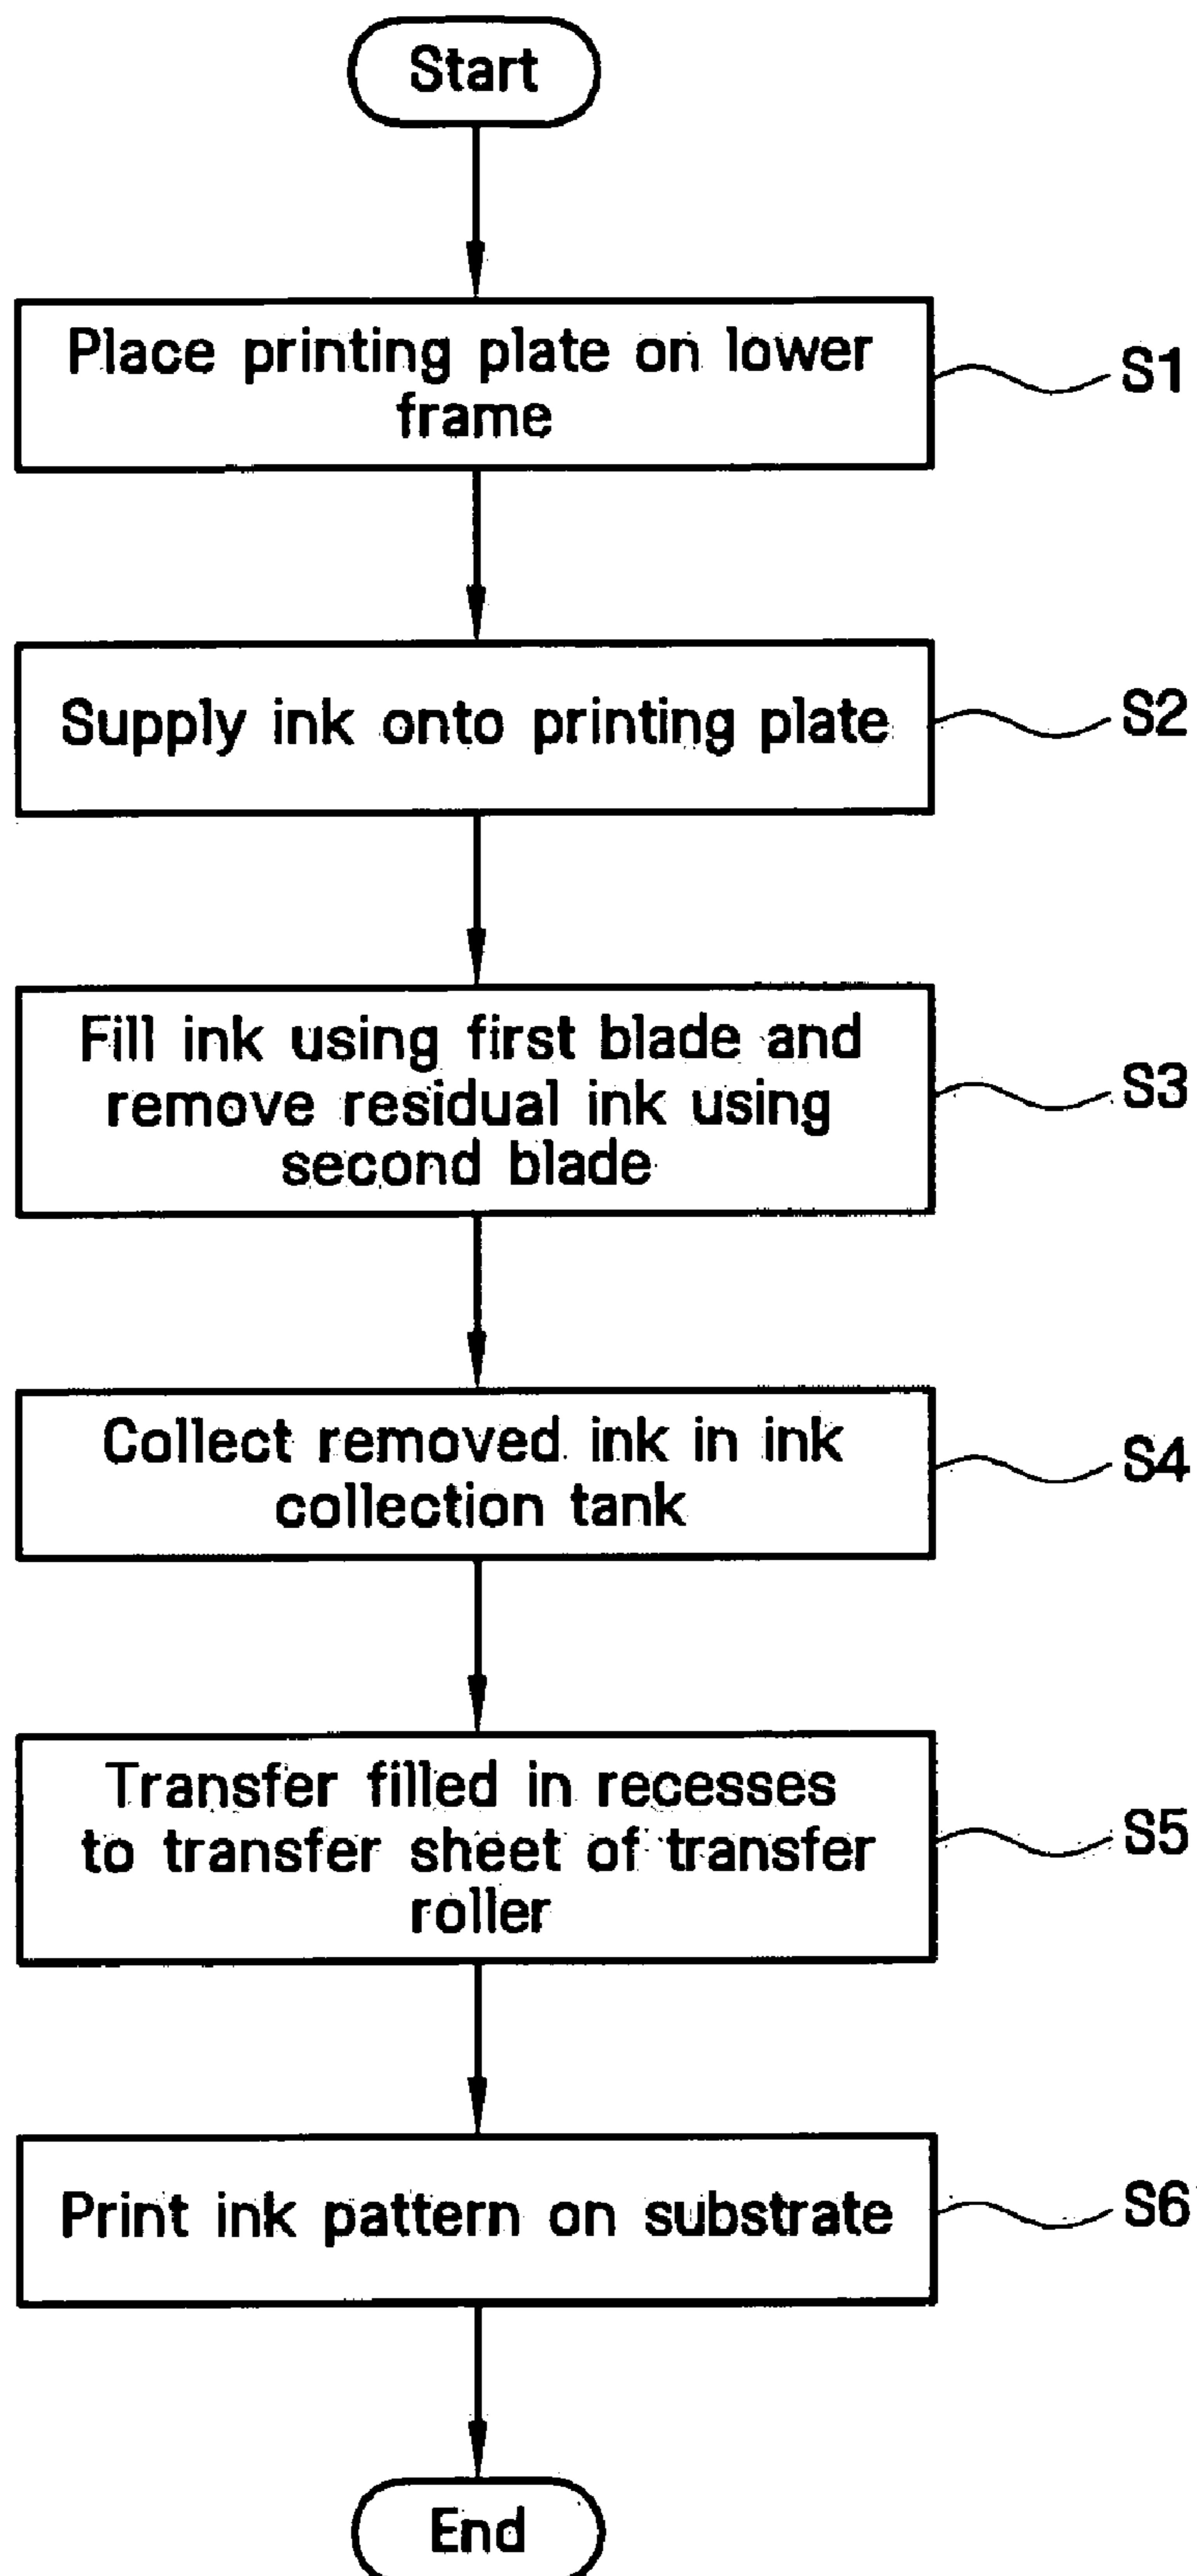 Start
Place printing plate on lower
frame
S1
Supply ink onto printing plate
S2
Fill ink using first blade and
remove residual ink using
second blade
S3
Collect removed ink in ink
collection tank
S4
Transfer filled in recesses
to transfer sheet of transfer
roller
S5
Print ink pattern on substrate
S6
End